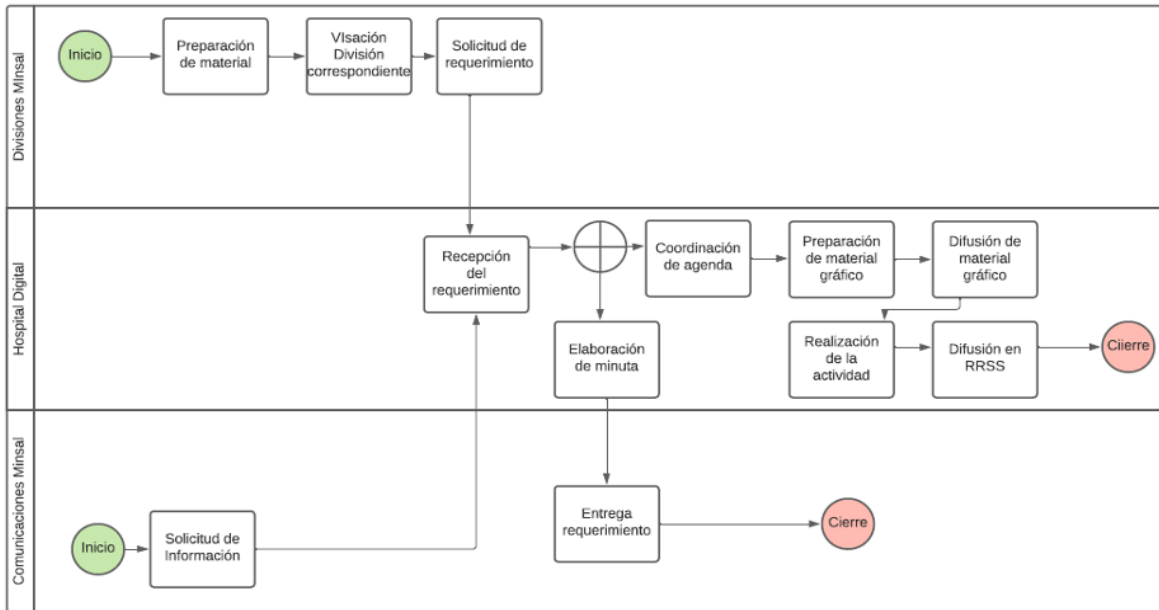 Divisiones MInsal
Inicio
Preparación
de material
VIsación
División
correspondiente
Solicitud de
requerimiento
Hospital Digital
Recepción
del
requerimiento
Coordinación
de agenda
Preparación
de material
gráfico
Difusión de
material
gráfico
Elaboración
de minuta
Realización
de la
actividad
Difusión en
RRSS
Ciierre
Comunicaciones Minsal
Inicio
Solicitud de
Información
Entrega
requerimiento
Cierre